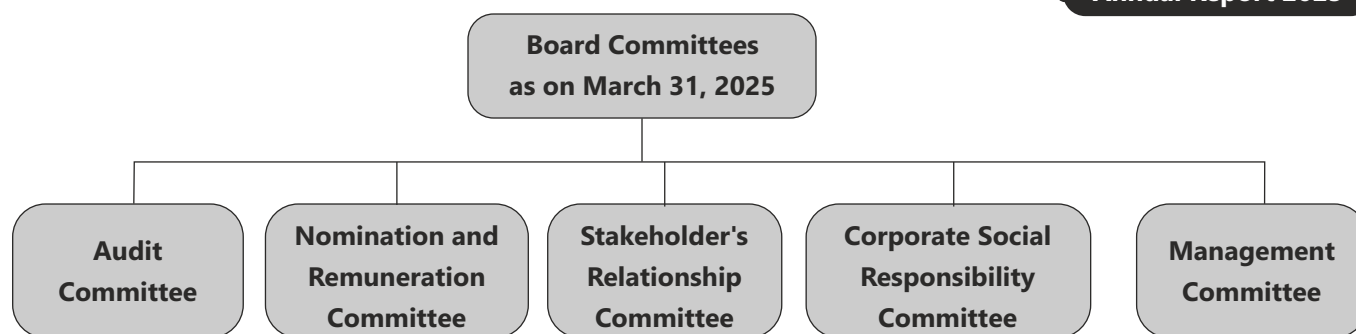 Annual Report 2025
Board Committees
as on March 31, 2025
Audit
Committee
Nomination and
Remuneration
Committee
Stakeholder's
Relationship
Committee
Corporate Social
Responsibility
Committee
Management
Committee